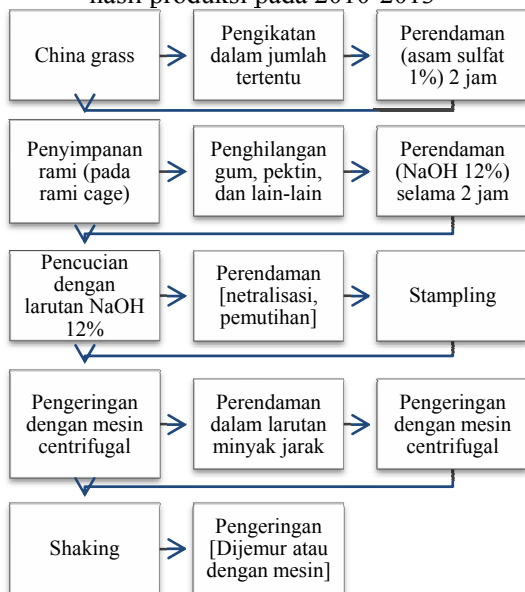 hasil produksi pada 2010-2015
China grass
Pengikatan
dalam jumlah
tertentu
Perendaman
(asam sulfat
1%) 2 jam
Penyimpanan
rami (pada
rami cage)
Penghilangan
gum, pektin,
dan lain-lain
Perendaman
(NaOH 12%)
selama 2 jam
Pencucian
dengan
larutan NaOH
12%
Perendaman
[netralisasi,
pemutihan]
Stampling
Pengeringan
dengan mesin
centrifugal
Perendaman
dalam larutan
minyak jarak
Pengeringan
dengan mesin
centrifugal
Shaking
Pengeringan
[Dijemur atau
dengan mesin]